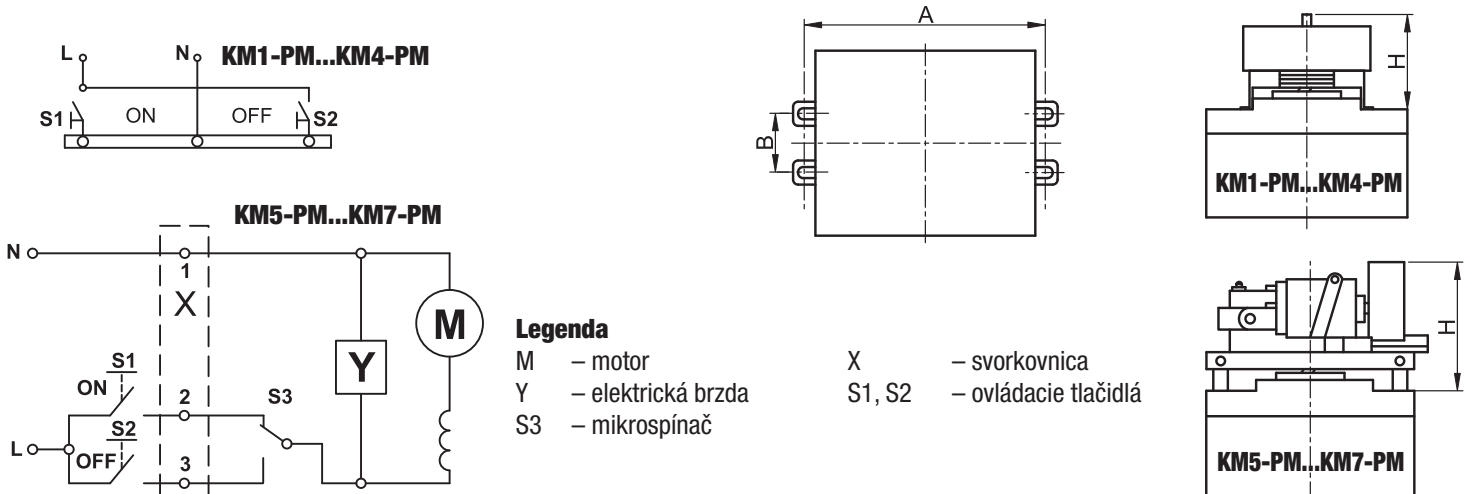 L N KM1-PM...KM4-PM
S1 ON OFF S2
KM5-PM...KM7-PM
N
1
X
M
Y
S1
ON
2
S3
S2
L
OFF
3
A
B
H
KM1-PM...KM4-PM
H
KM5-PM...KM7-PM
Legenda
M – motor
Y – elektrická brzda
S3 – mikrospínač
X – svorkovnica
S1, S2 – ovládacie tlačidlá